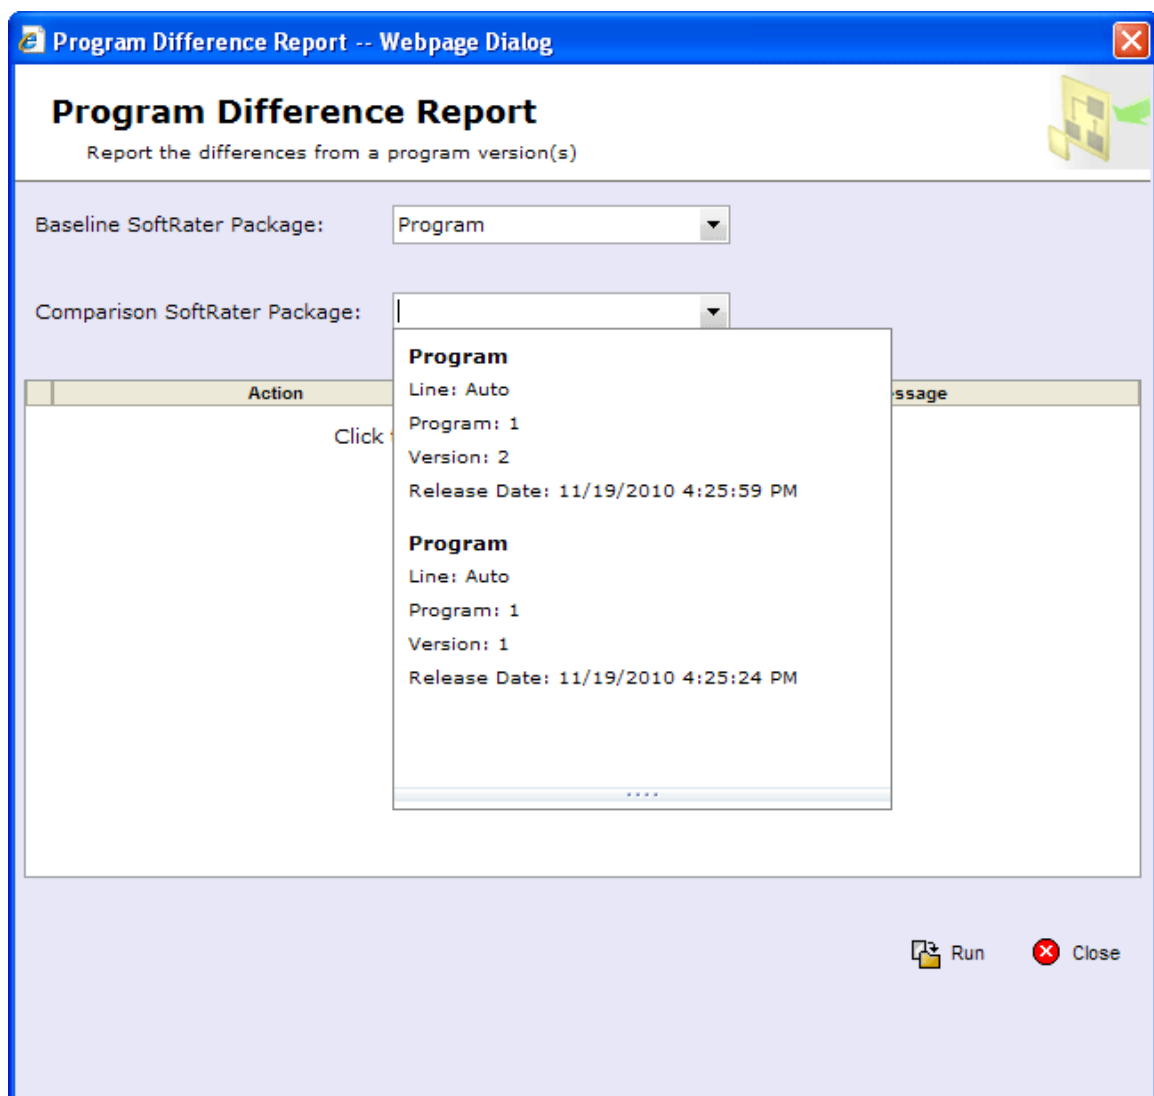 Program Difference Report -- Webpage Dialog
Program Difference Report
Report the differences from a program version(s)
Baseline SoftRater Package:
Program
Comparison SoftRater Package:
Program
Line: Auto
Program: 1
Version: 2
Release Date: 11/19/2010 4:25:59 PM
Program
Line: Auto
Program: 1
Version: 1
Release Date: 11/19/2010 4:25:24 PM
Action
ssage
Click
Run
Close